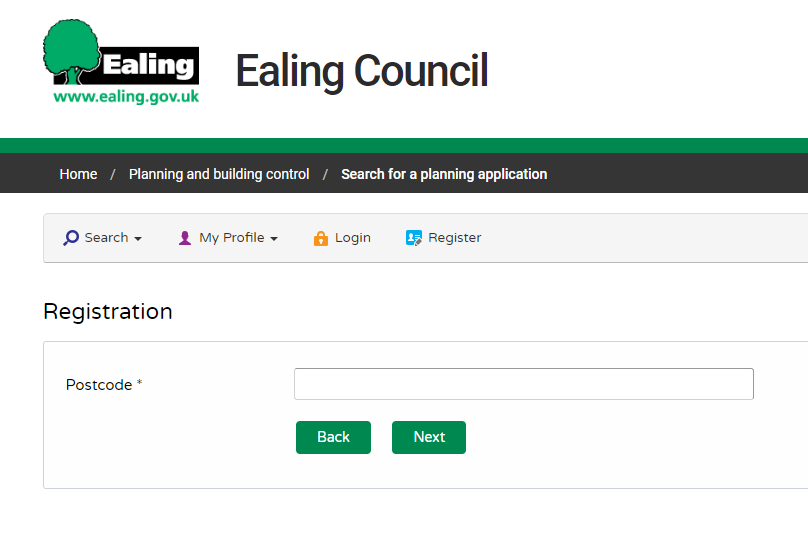 Ealing
www.ealing.gov.uk
Ealing Council
Home / Planning and building control / Search for a planning application
Search My Profile Login Register
Registration
Postcode *
Back Next